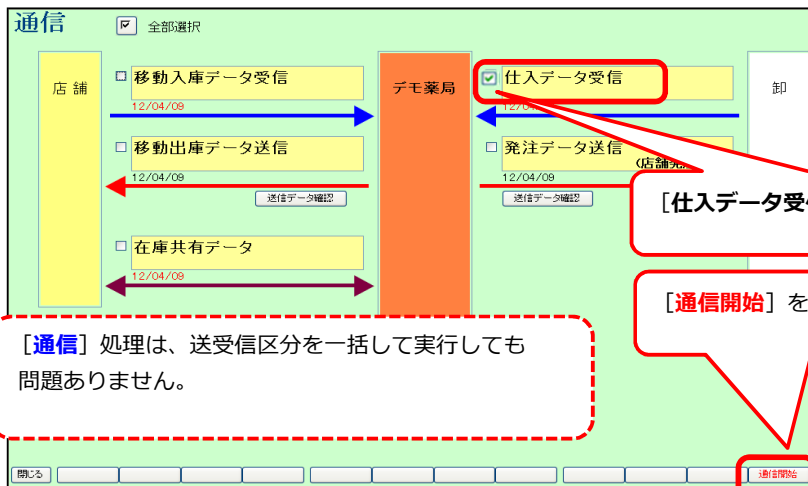 通信
全部選択
店 舗
移動入庫データ受信
12/04/09
デモ薬局
仕入データ受信
12/04/09
卸
移動出庫データ送信
12/04/09
送信データ確認
発注データ送信
(店舗
12/04/09
送信データ確認
［仕入データ受
在庫共有データ
12/04/09
［通信開始］を
［通信］処理は、送受信区分を一括して実行しても
問題ありません。
閉じる
通信開始